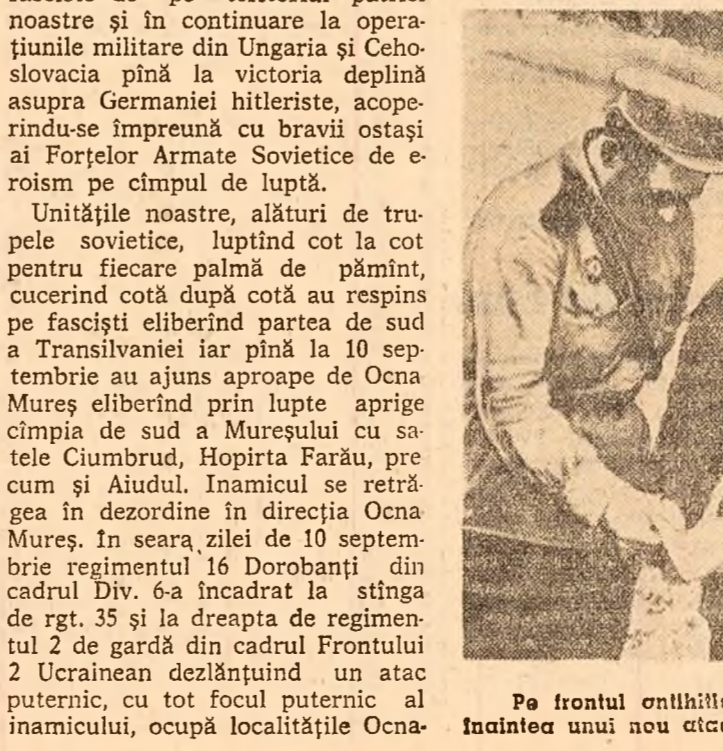 noastre și în continuare la opera-
țiunile militare din Ungaria și Ceho-
slovacia pînă la victoria deplină
asupra Germaniei hitleriste, acope-
rindu-se împreună cu bravii ostași
ai Forțelor Armate Sovietice de e-
roism pe cîmpul de luptă.
Unitățile noastre, alături de tru-
pele sovietice, luptînd cot la cot
pentru fiecare palmă de pămînt,
cucerind cotă după cotă au respins
pe fasciști eliberînd partea de sud
a Transilvaniei iar pînă la 10 sep-
tembrie au ajuns aproape de Ocna
Mureș eliberînd prin lupte aprige
cîmpia de sud a Mureșului cu sa-
tele Ciumbrud, Hopirta Farău, pre
cum și Aiudul. Inamicul se retră-
gea în dezordine în direcția Ocna
Mureș. În seara zilei de 10 septem-
brie regimentul 16 Dorobanți din
cadrul Div. 6-a încadrat la stînga
de rgt. 35 și la dreapta de regimen-
tul 2 de gardă din cadrul Frontului
2 Ucrainean dezlănțuind un atac
puternic, cu tot focul puternic al
inamicului, ocupă localitățile Ocna-
Pe frontul
înaintea unui nou